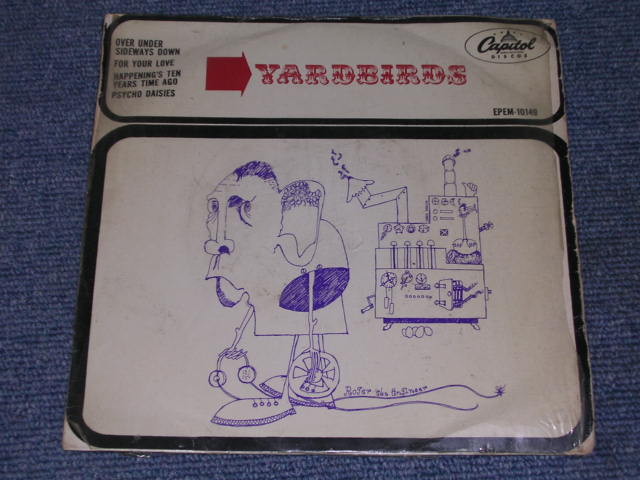 OVER UNDER
SIDEWAYS DOWN
FOR YOUR LOVE
HAPPENING'S TEN
YEARS TIME AGO
PSYCHO DAISIES
YARDBIRDS
Capitol
DISCOS
EPEM-10149
Roger the Engineer